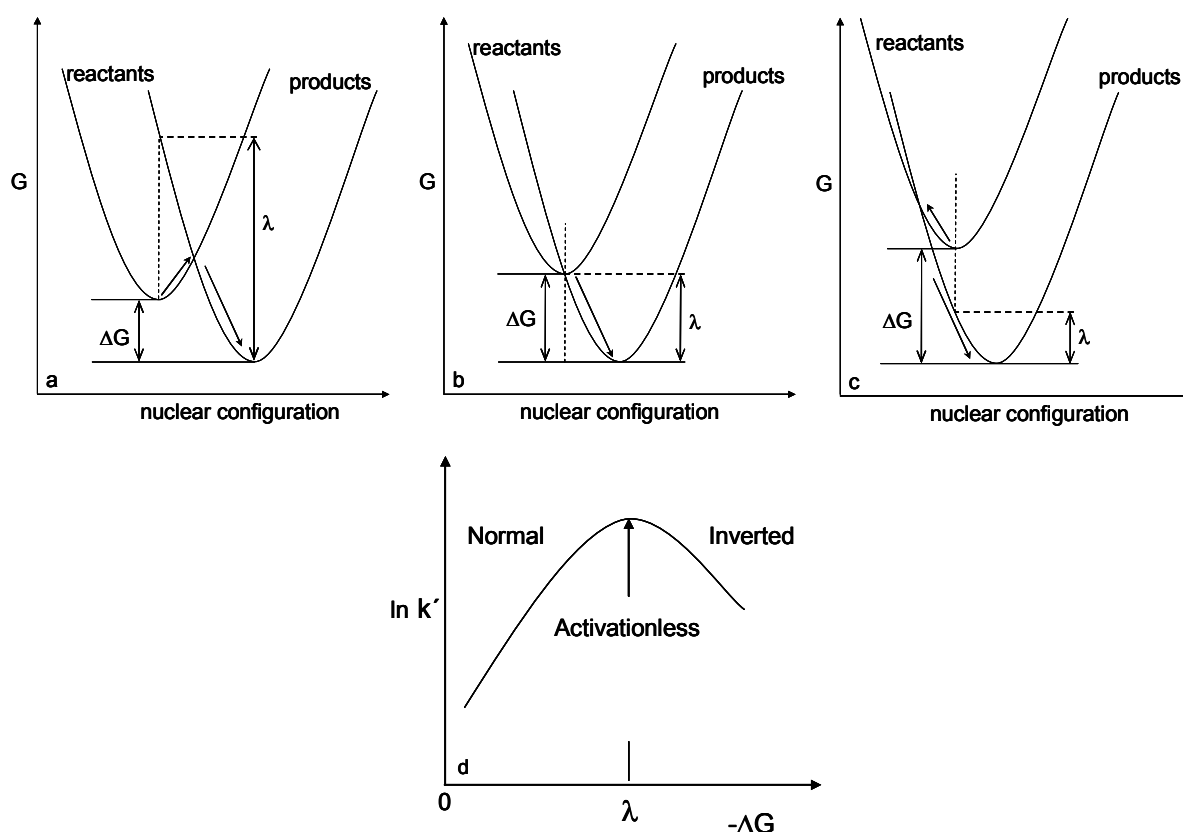 reactants
products
G
λ
ΔG
a
nuclear configuration
reactants
products
G
ΔG
λ
b
nuclear configuration
reactants
products
G
ΔG
λ
c
nuclear configuration
Normal
Inverted
ln k´
Activationless
d
0
λ
-ΔG